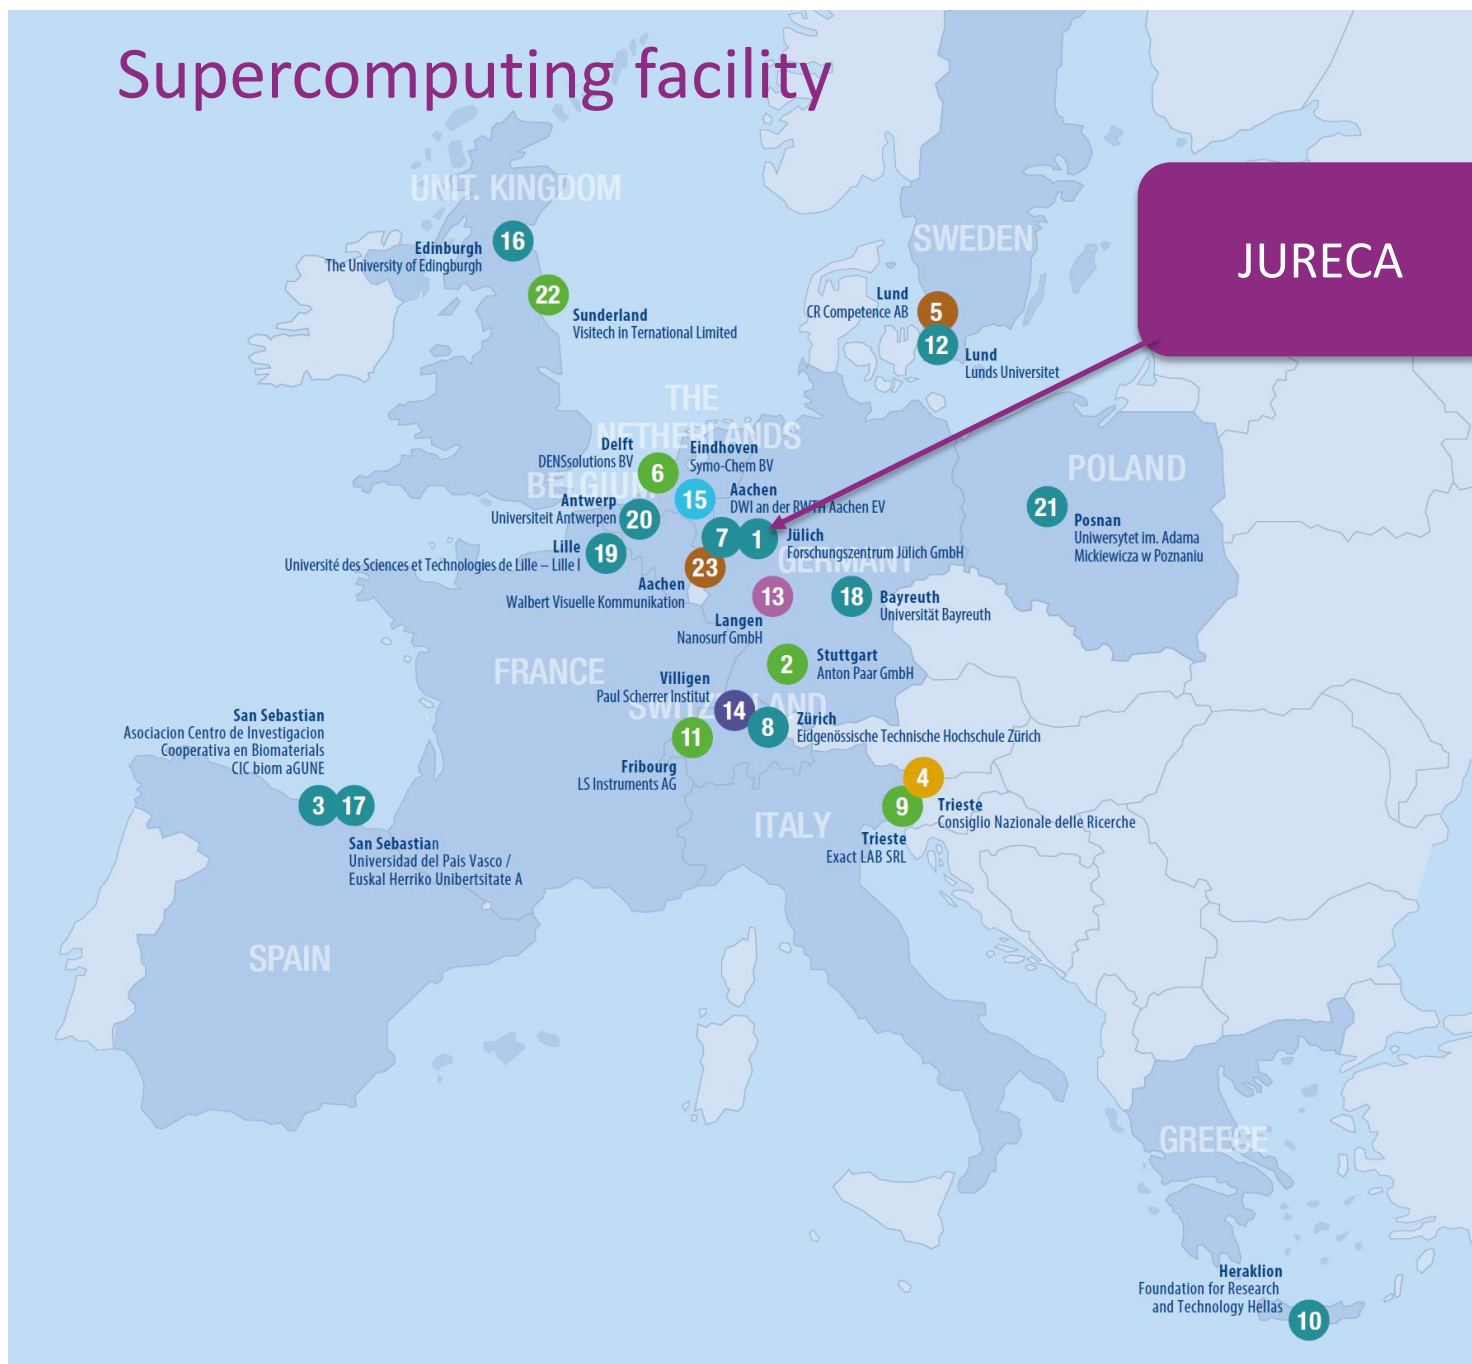 Supercomputing facility
UNIT. KINGDOM
JURECA
SWEDEN
16
Edinburgh
The University of Edingburgh
22
Sunderland
Visitech in Ternational Limited
Lund
CR Competence AB
5
12
Lund
Lunds Universitet
THE
NETHERLANDS
Delft
DENSsolutions BV
6
Eindhoven
Symo-Chem BV
15
BELGIUM
POLAND
Aachen
DWI an der RWTH Aachen EV
Antwerp
Universiteit Antwerpen
20
21
Posnan
Uniwersytet im. Adama
Mickiewicza w Poznaniu
7
1
Jülich
Forschungszentrum Jülich GmbH
GERMANY
Lille
Université des Sciences et Technologies de Lille – Lille I
19
23
Aachen
Walbert Visuelle Kommunikation
13
Langen
Nanosurf GmbH
18
Bayreuth
Universität Bayreuth
2
Stuttgart
Anton Paar GmbH
FRANCE
Villigen
Paul Scherrer Institut
SWITZERLAND
14
8
Zürich
Eidgenössische Technische Hochschule Zürich
11
Fribourg
LS Instruments AG
San Sebastian
Asociacion Centro de Investigacion
Cooperativa en Biomaterials
CIC biom aGUNE
3
17
San Sebastian
Universidad del Pais Vasco /
Euskal Herriko Unibertsitate A
4
Trieste
Consiglio Nazionale delle Ricerche
9
Trieste
Exact LAB SRL
ITALY
SPAIN
GREECE
Heraklion
Foundation for Research
and Technology Hellas
10